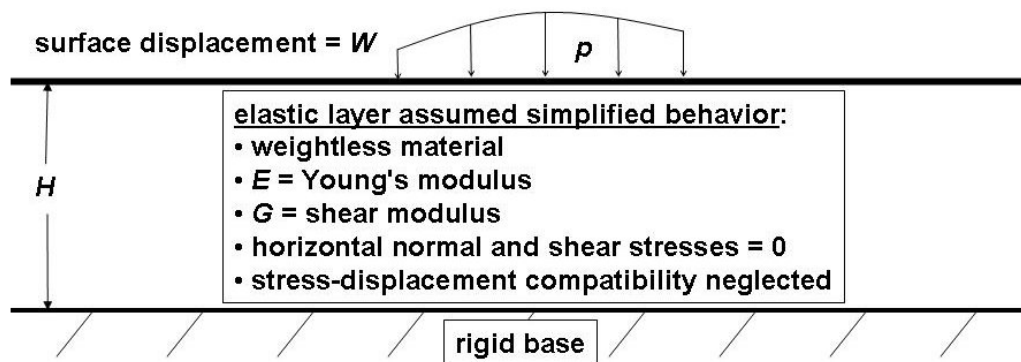 surface displacement = W
p
elastic layer assumed simplified behavior:
• weightless material
• E = Young's modulus
• G = shear modulus
• horizontal normal and shear stresses = 0
• stress-displacement compatibility neglected
H
rigid base